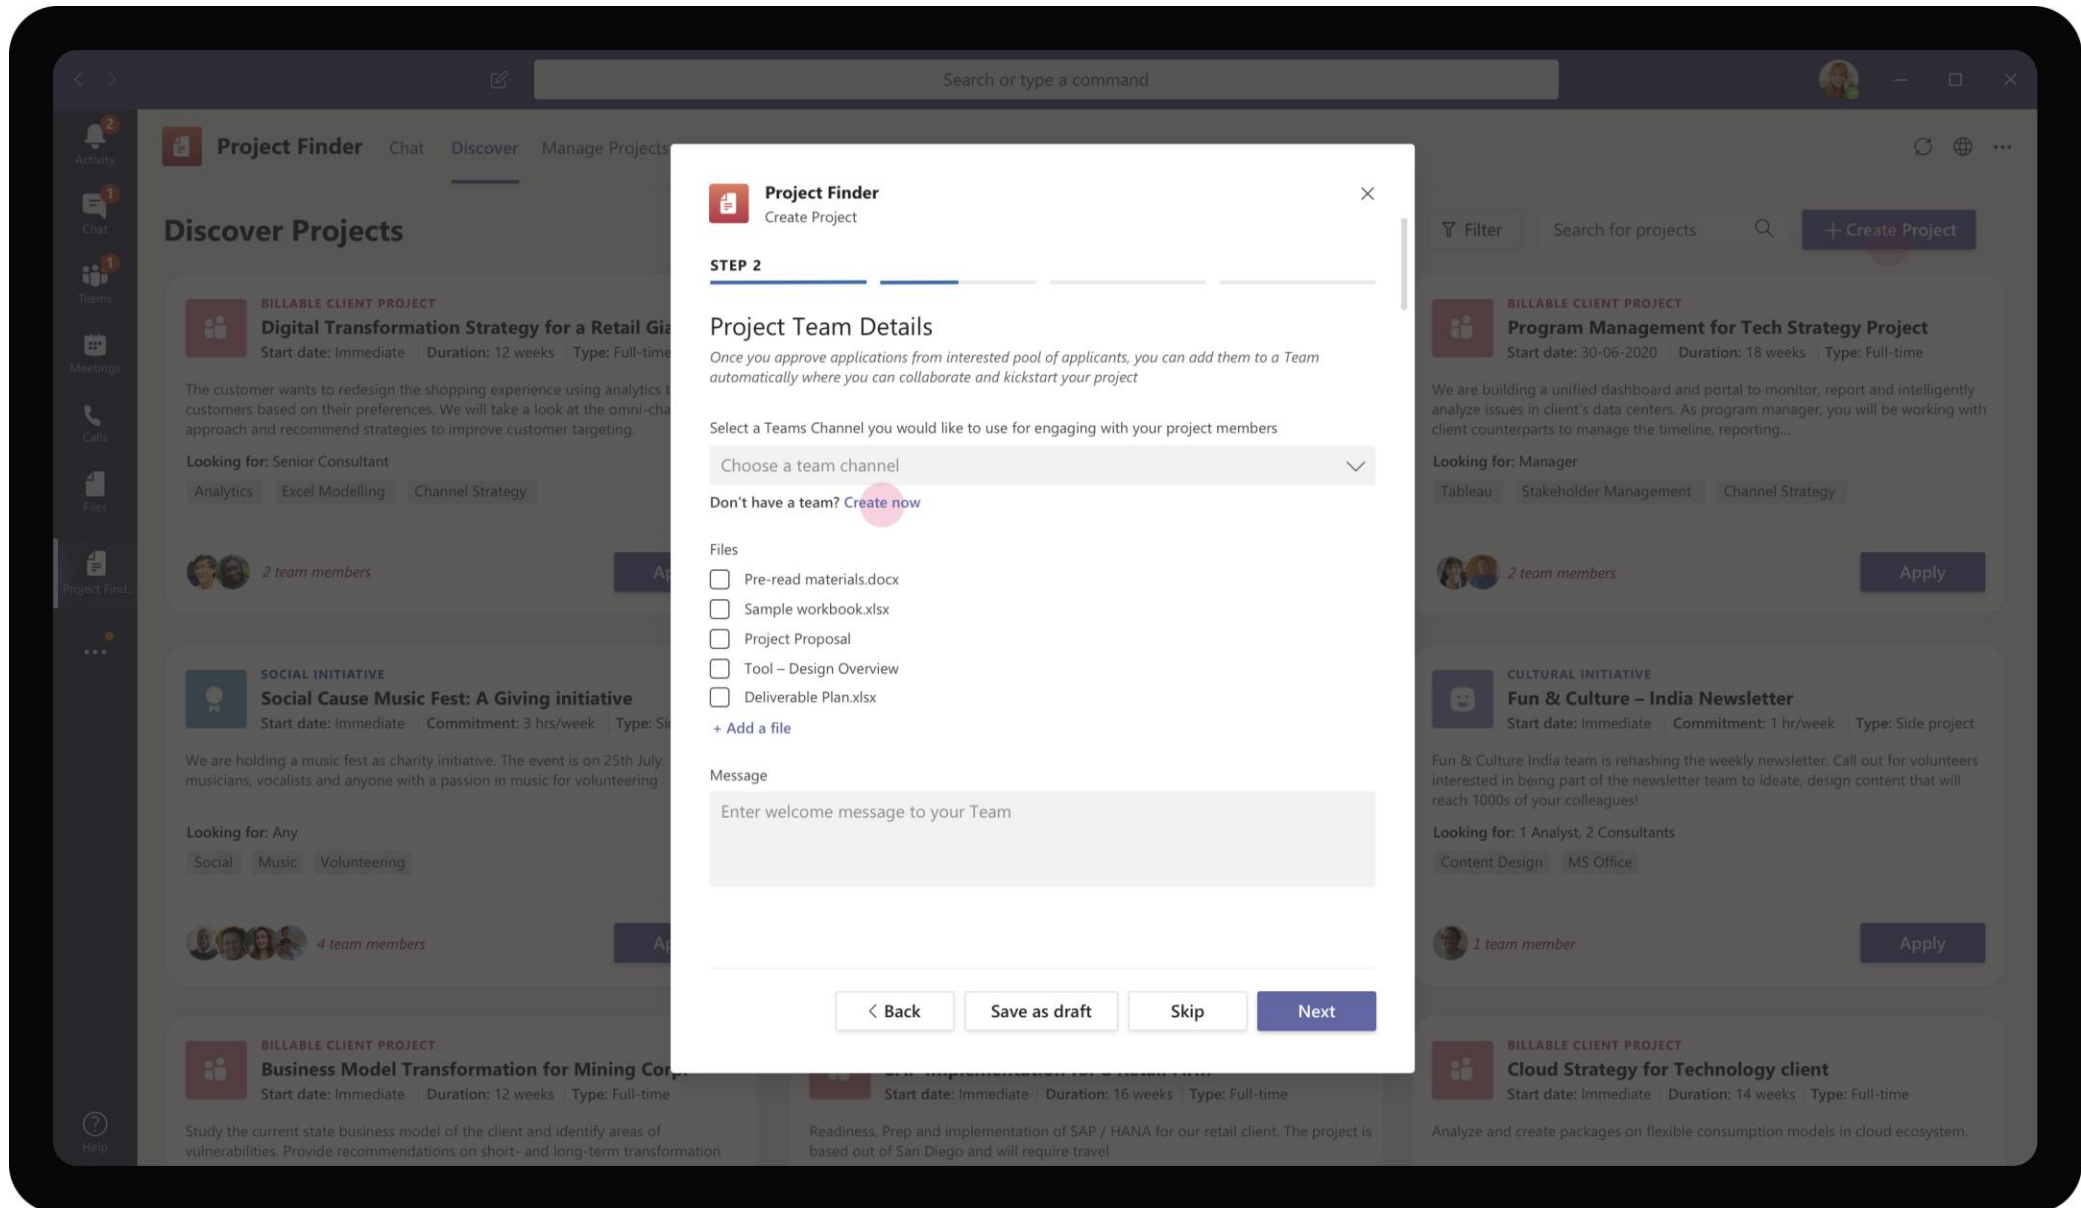 Search or type a command
2
Activity
1
Chat
1
Teams
Meetings
Calls
Files
Project Find..
Help
Project Finder Chat Discover Manage Projects
Discover Projects
Filter
Search for projects
+ Create Project
BILLABLE CLIENT PROJECT
Digital Transformation Strategy for a Retail Gia
Start date: Immediate Duration: 12 weeks Type: Full-time
The customer wants to redesign the shopping experience using analytics t
customers based on their preferences. We will take a look at the omni-cha
approach and recommend strategies to improve customer targeting.
Looking for: Senior Consultant
Analytics Excel Modelling Channel Strategy
2 team members
Ap
SOCIAL INITIATIVE
Social Cause Music Fest: A Giving initiative
Start date: Immediate Commitment: 3 hrs/week Type: Si
We are holding a music fest as charity initiative. The event is on 25th July..
musicians, vocalists and anyone with a passion in music for volunteering
Looking for: Any
Social Music Volunteering
4 team members
Ap
BILLABLE CLIENT PROJECT
Business Model Transformation for Mining Corp.
Start date: Immediate Duration: 12 weeks Type: Full-time
Study the current state business model of the client and identify areas of
vulnerabilities. Provide recommendations on short- and long-term transformation
Project Finder
Create Project
STEP 2
Project Team Details
Once you approve applications from interested pool of applicants, you can add them to a Team
automatically where you can collaborate and kickstart your project
Select a Teams Channel you would like to use for engaging with your project members
Choose a team channel
Don't have a team? Create now
Files
Pre-read materials.docx
Sample workbook.xlsx
Project Proposal
Tool – Design Overview
Deliverable Plan.xlsx
+ Add a file
Message
Enter welcome message to your Team
< Back
Save as draft
Skip
Next
Start date: Immediate Duration: 16 weeks Type: Full-time
Readiness, Prep and implementation of SAP / HANA for our retail client. The project is
based out of San Diego and will require travel
BILLABLE CLIENT PROJECT
Program Management for Tech Strategy Project
Start date: 30-06-2020 Duration: 18 weeks Type: Full-time
We are building a unified dashboard and portal to monitor, report and intelligently
analyze issues in client's data centers. As program manager, you will be working with
client counterparts to manage the timeline, reporting...
Looking for: Manager
Tableau Stakeholder Management Channel Strategy
2 team members
Apply
CULTURAL INITIATIVE
Fun & Culture – India Newsletter
Start date: Immediate Commitment: 1 hr/week Type: Side project
Fun & Culture India team is rehashing the weekly newsletter. Call out for volunteers
interested in being part of the newsletter team to ideate, design content that will
reach 1000s of your colleagues!
Looking for: 1 Analyst, 2 Consultants
Content Design MS Office
1 team member
Apply
BILLABLE CLIENT PROJECT
Cloud Strategy for Technology client
Start date: Immediate Duration: 14 weeks Type: Full-time
Analyze and create packages on flexible consumption models in cloud ecosystem.